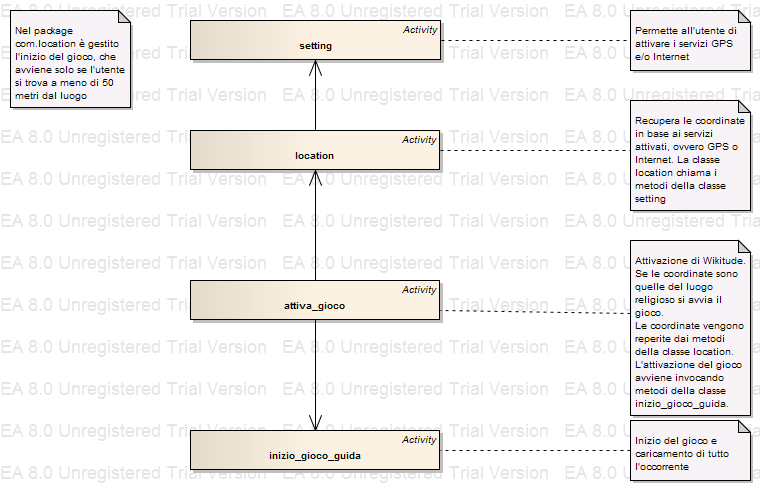 Nel package
com.location è gestito
l'inizio del gioco, che
avviene solo se l'utente
si trova a meno di 50
metri dal luogo
Activity
setting
Permette all'utente di
attivare i servizi GPS
e/o Internet
Activity
location
Recupera le coordinate
in base ai servizi
attivati, ovvero GPS o
Internet. La classe
location chiama i
metodi della classe
setting
Activity
attiva_gioco
Attivazione di Wikitude.
Se le coordinate sono
quelle del luogo
religioso si avvia il
gioco.
Le coordinate vengono
reperite dai metodi
della classe location.
L'attivazione del gioco
avviene invocando
metodi della classe
inizio_gioco_guida.
Activity
inizio_gioco_guida
Inizio del gioco e
caricamento di tutto
l'occorrente
EA 8.0 Unregistered Trial Version